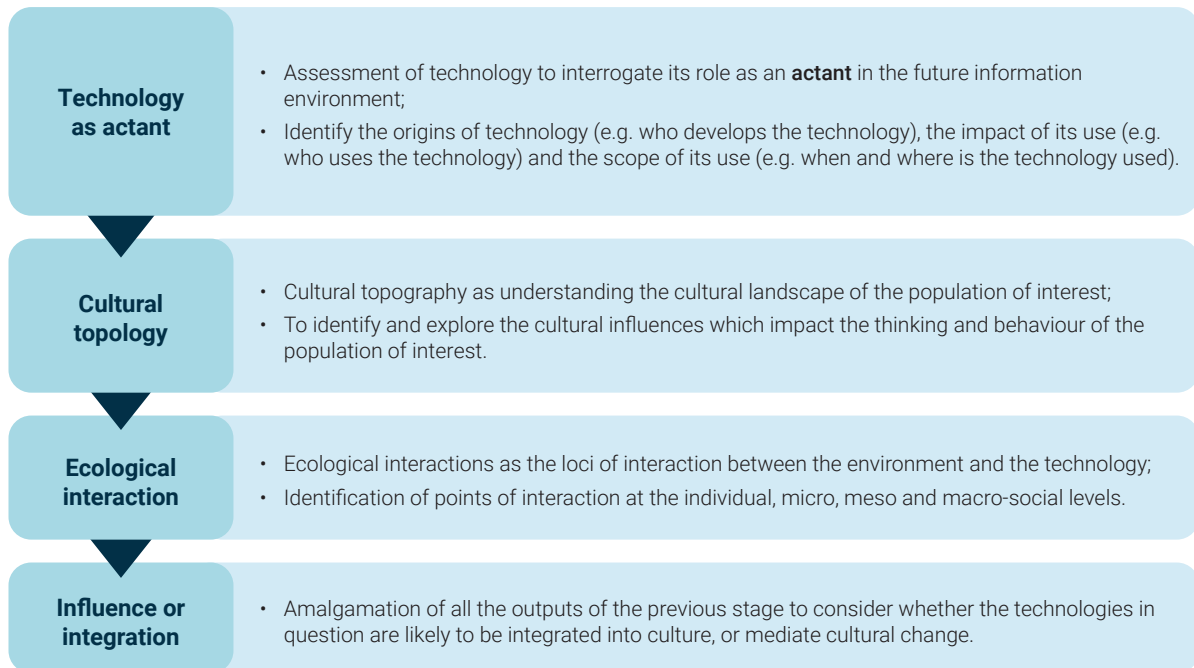 Technology
as actant
• Assessment of technology to interrogate its role as an actant in the future information
environment;
• Identify the origins of technology (e.g. who develops the technology), the impact of its use (e.g.
who uses the technology) and the scope of its use (e.g. when and where is the technology used).
Cultural
topology
• Cultural topography as understanding the cultural landscape of the population of interest;
• To identify and explore the cultural influences which impact the thinking and behaviour of the
population of interest.
Ecological
interaction
• Ecological interactions as the loci of interaction between the environment and the technology;
• Identification of points of interaction at the individual, micro, meso and macro-social levels.
Influence or
integration
• Amalgamation of all the outputs of the previous stage to consider whether the technologies in
question are likely to be integrated into culture, or mediate cultural change.